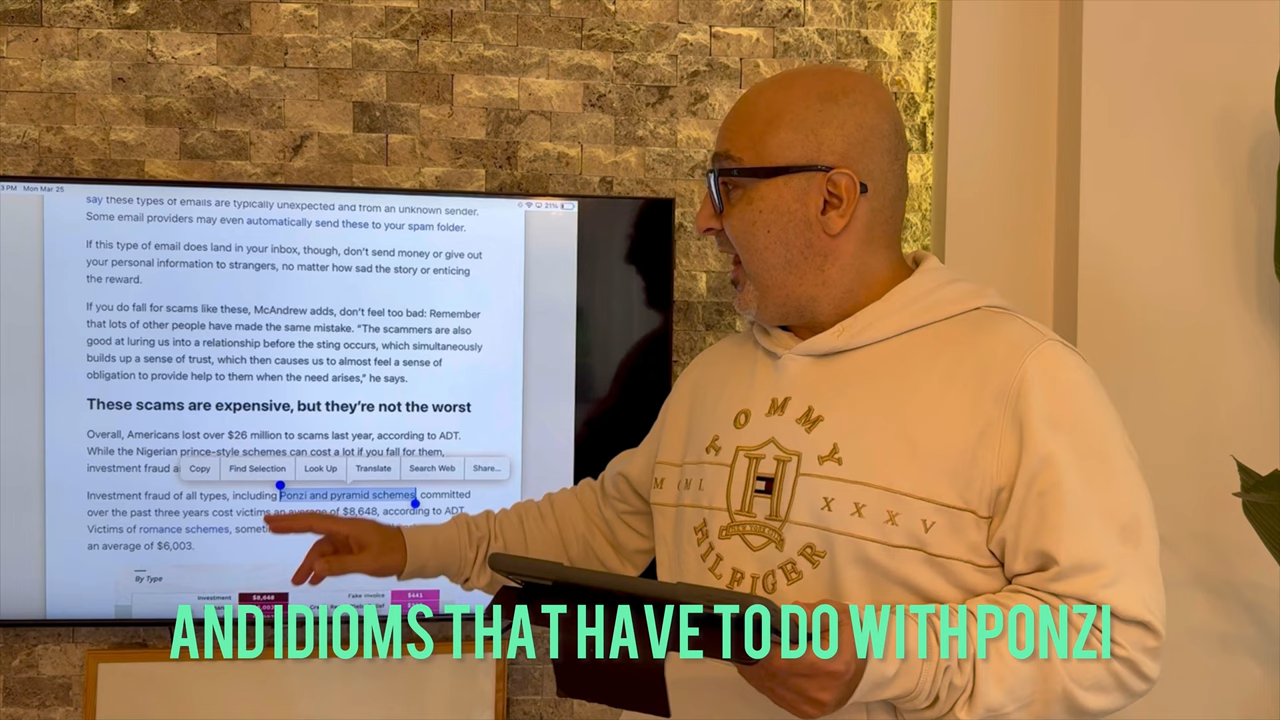 3 PM Mon Mar 25
21%
say these types of emails are typically unexpected and from an unknown sender.
Some email providers may even automatically send these to your spam folder.
If this type of email does land in your inbox, though, don't send money or give out
your personal information to strangers, no matter how sad the story or enticing
the reward.
If you do fall for scams like these, McAndrew adds, don't feel too bad: Remember
that lots of other people have made the same mistake. "The scammers are also
good at luring us into a relationship before the sting occurs, which simultaneously
builds up a sense of trust, which then causes us to almost feel a sense of
obligation to provide help to them when the need arises," he says.
These scams are expensive, but they're not the worst
Overall, Americans lost over $26 million to scams last year, according to ADT.
While the Nigerian prince-style schemes can cost a lot if you fall for them,
investment fraud a
Copy Find Selection Look Up Translate Search Web Share...
Investment fraud of all types, including Ponzi and pyramid schemes, committed
over the past three years cost victims an average of $8,648, according to ADT.
Victims of romance schemes,
an average of $6,003.
By Type
Investment $8,648 Fake Invoice $441
TOMMY
H
MCMLXXXV
HILFIGER
AND IDIOMS THAT HAVE TO DO WITH PONZI